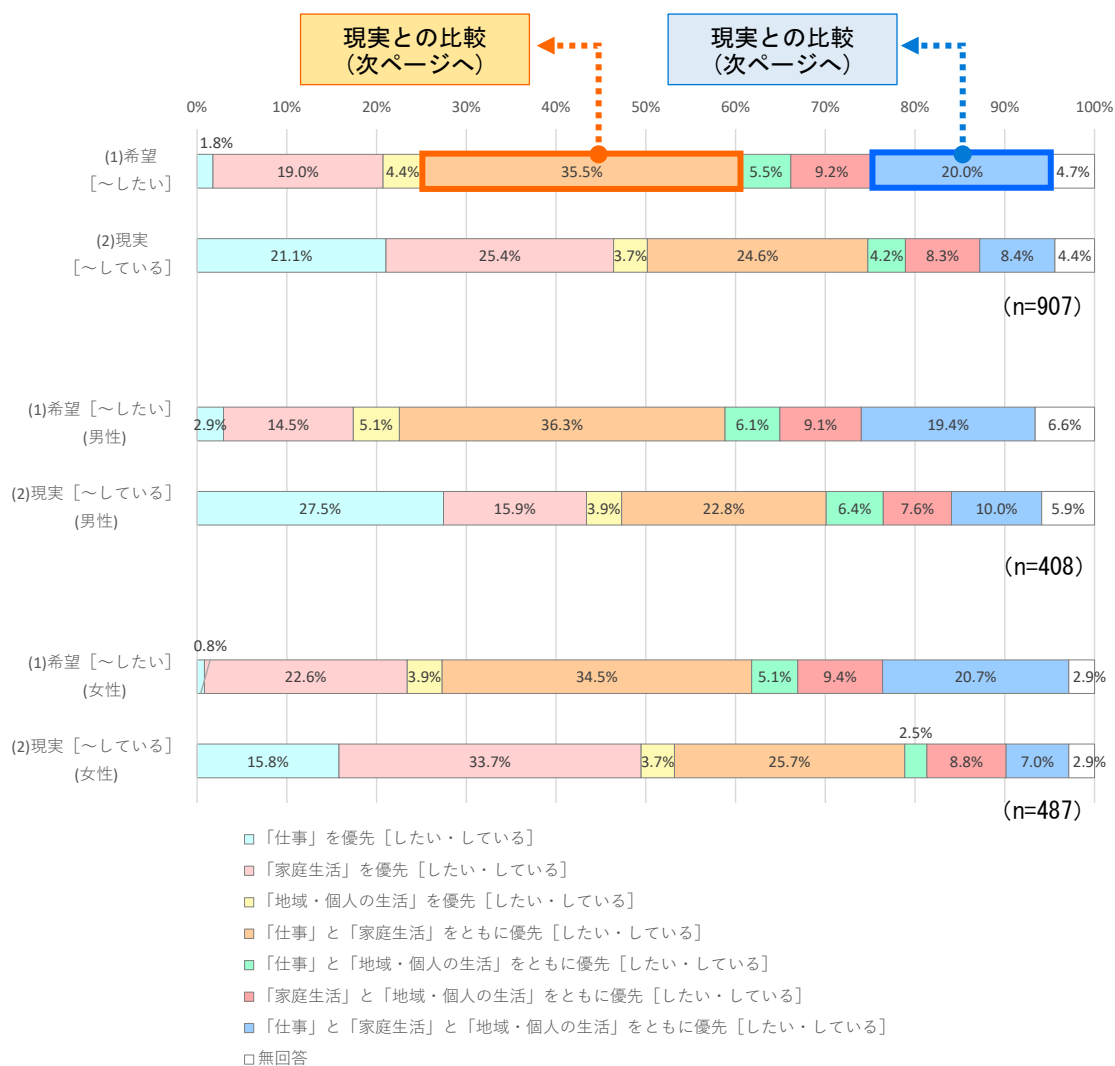 現実との比較
（次ページへ）
現実との比較
（次ページへ）
0% 10% 20% 30% 40% 50% 60% 70% 80% 90% 100%
(1)希望
［～したい］
1.8% 19.0% 4.4% 35.5% 5.5% 9.2% 20.0% 4.7%
(2)現実
［～している］
21.1% 25.4% 3.7% 24.6% 4.2% 8.3% 8.4% 4.4%
（n=907）
(1)希望［～したい］
(男性)
2.9% 14.5% 5.1% 36.3% 6.1% 9.1% 19.4% 6.6%
(2)現実［～している］
(男性)
27.5% 15.9% 3.9% 22.8% 6.4% 7.6% 10.0% 5.9%
（n=408）
(1)希望［～したい］
(女性)
0.8% 22.6% 3.9% 34.5% 5.1% 9.4% 20.7% 2.9%
(2)現実［～している］
(女性)
15.8% 33.7% 3.7% 25.7% 2.5% 8.8% 7.0% 2.9%
（n=487）
「仕事」を優先［したい・している］
「家庭生活」を優先［したい・している］
「地域・個人の生活」を優先［したい・している］
「仕事」と「家庭生活」をともに優先［したい・している］
「仕事」と「地域・個人の生活」をともに優先［したい・している］
「家庭生活」と「地域・個人の生活」をともに優先［したい・している］
「仕事」と「家庭生活」と「地域・個人の生活」をともに優先［したい・している］
無回答